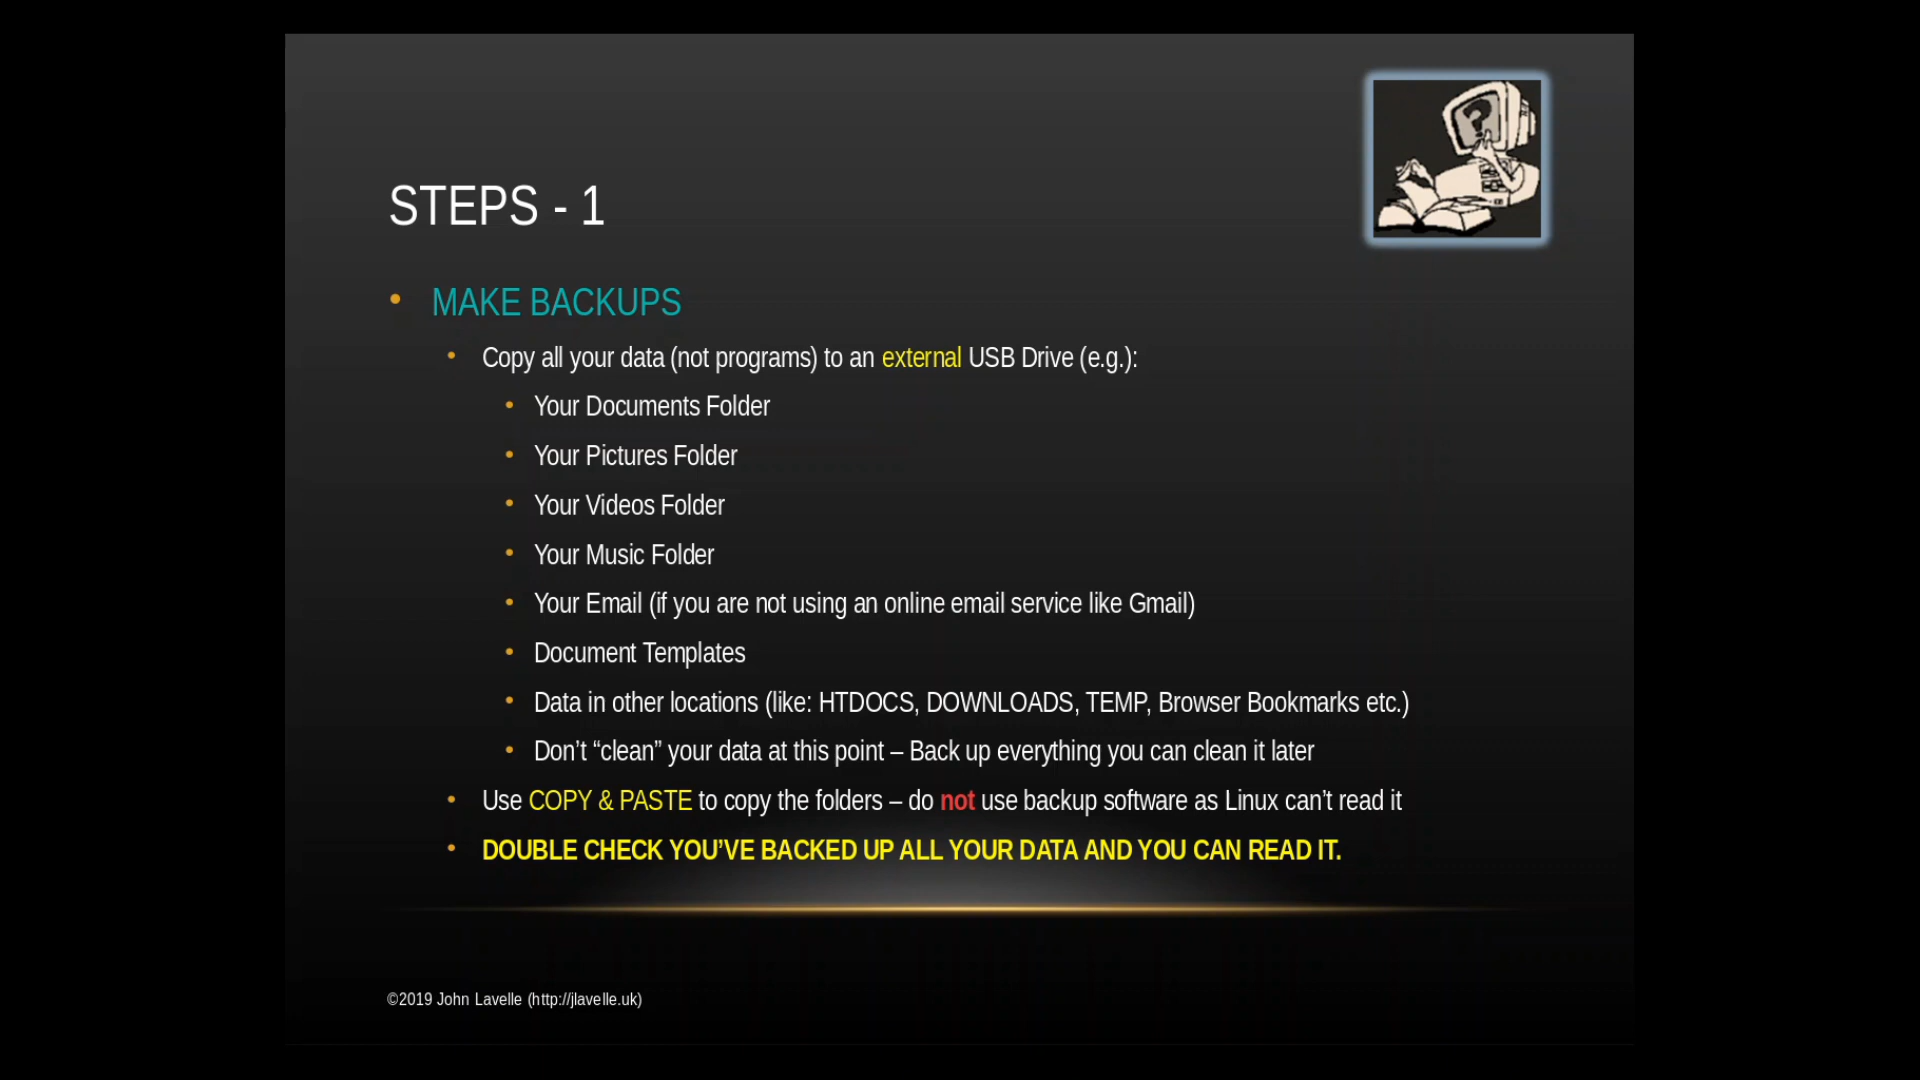 STEPS - 1
• MAKE BACKUPS
• Copy all your data (not programs) to an external USB Drive (e.g.):
• Your Documents Folder
• Your Pictures Folder
• Your Videos Folder
• Your Music Folder
• Your Email (if you are not using an online email service like Gmail)
• Document Templates
• Data in other locations (like: HTDOCS, DOWNLOADS, TEMP, Browser Bookmarks etc.)
• Don’t “clean” your data at this point – Back up everything you can clean it later
• Use COPY & PASTE to copy the folders – do not use backup software as Linux can’t read it
• DOUBLE CHECK YOU’VE BACKED UP ALL YOUR DATA AND YOU CAN READ IT.
©2019 John Lavelle (http://jlavelle.uk)